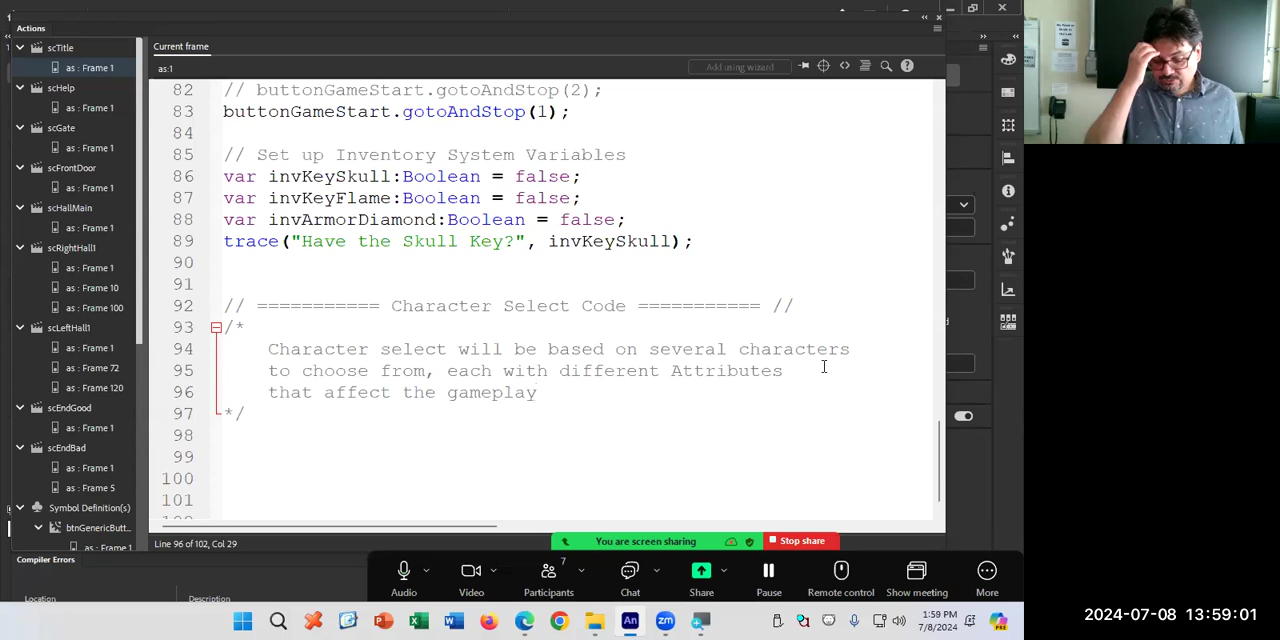 Actions
scTitle
as : Frame 1
scHelp
as : Frame 1
scGate
as : Frame 1
scFrontDoor
as : Frame 1
scHallMain
as : Frame 1
scRightHall1
as : Frame 1
as : Frame 10
as : Frame 100
scLeftHall1
as : Frame 1
as : Frame 72
as : Frame 120
scEndGood
as : Frame 1
scEndBad
as : Frame 1
as : Frame 5
Symbol Definition(s)
btnGenericButt...
as : Frame 1
Compiler Errors
Location
Description
Current frame
as:1
Add using wizard
82 // buttonGameStart.gotoAndStop(2);
83 buttonGameStart.gotoAndStop(1);
84
85 // Set up Inventory System Variables
86 var invKeySkull:Boolean = false;
87 var invKeyFlame:Boolean = false;
88 var invArmorDiamond:Boolean = false;
89 trace("Have the Skull Key?", invKeySkull);
90
91
92 // =========== Character Select Code =========== //
93 /*
94 Character select will be based on several characters
95 to choose from, each with different Attributes
96 that affect the gameplay
97 */
98
99
100
101
Line 96 of 102, Col 29
You are screen sharing
Stop share
7
Audio
Video
Participants
Chat
Share
Pause
Remote control
Show meeting
More
1:59 PM
7/8/2024
2024-07-08 13:59:01